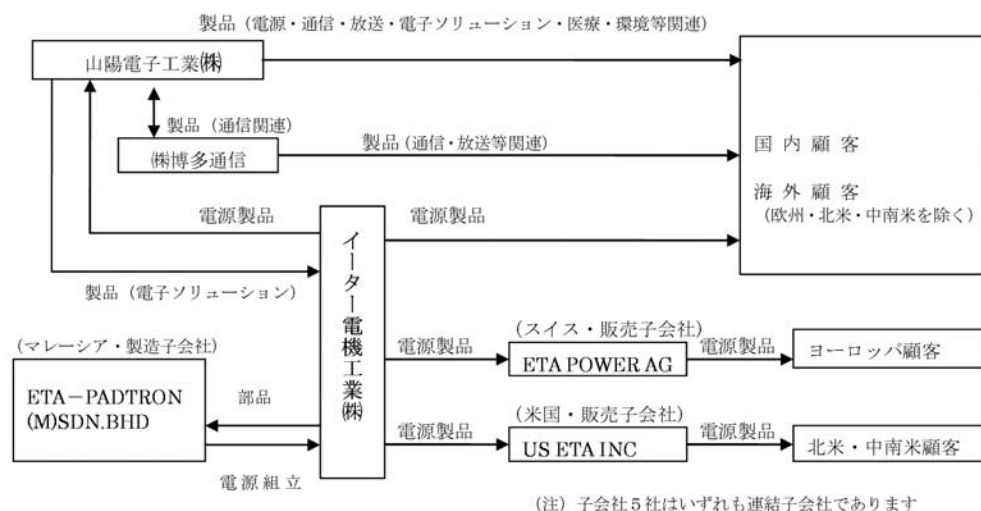 製品（電源・通信・放送・電子ソリューション・医療・環境等関連）
山陽電子工業㈱
製品（通信関連）
㈱博多通信
製品（通信・放送等関連）
国内顧客
海外顧客
（欧州・北米・中南米を除く）
電源製品
電源製品
イーター電機工業㈱
製品（電子ソリューション）
（マレーシア・製造子会社）
ETA－PADTRON
(M)SDN.BHD
部品
電源組立
電源製品
（スイス・販売子会社）
ETA POWER AG
電源製品
ヨーロッパ顧客
電源製品
（米国・販売子会社）
US ETA INC
電源製品
北米・中南米顧客
（注）子会社５社はいずれも連結子会社であります